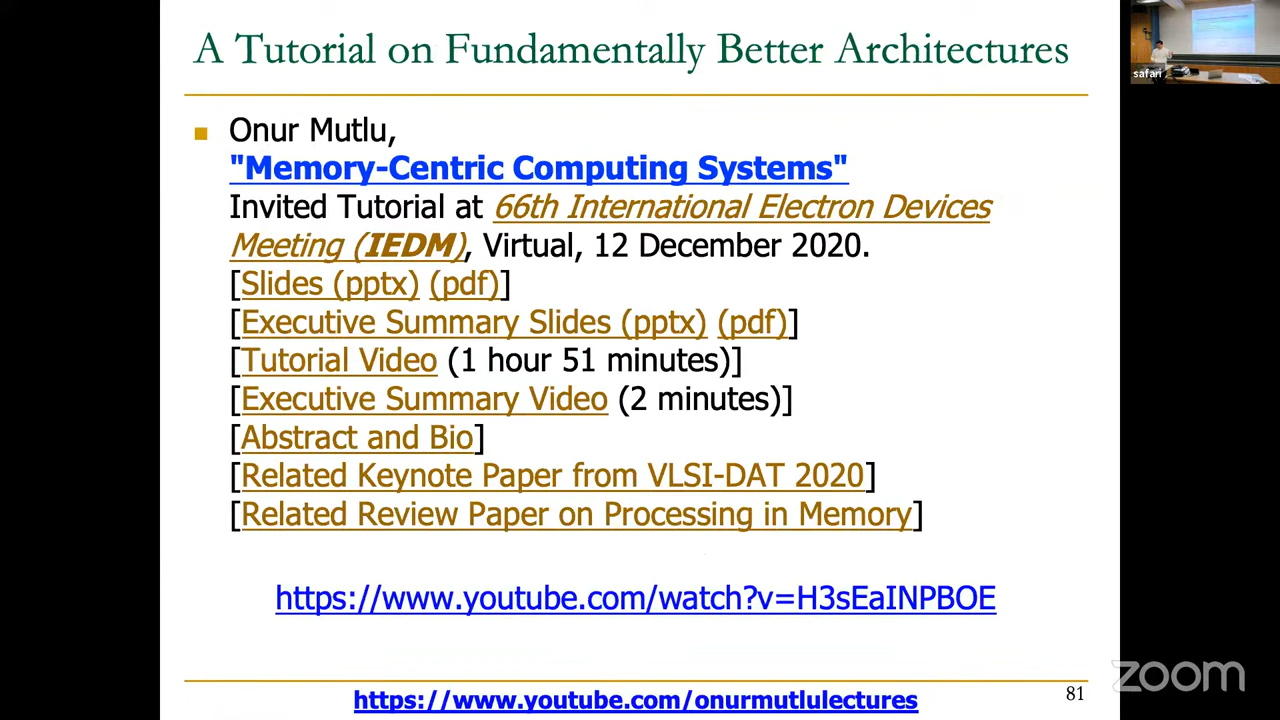 A Tutorial on Fundamentally Better Architectures
safari
Onur Mutlu,
"Memory-Centric Computing Systems"
Invited Tutorial at 66th International Electron Devices
Meeting (IEDM), Virtual, 12 December 2020.
[Slides (pptx) (pdf)]
[Executive Summary Slides (pptx) (pdf)]
[Tutorial Video (1 hour 51 minutes)]
[Executive Summary Video (2 minutes)]
[Abstract and Bio]
[Related Keynote Paper from VLSI-DAT 2020]
[Related Review Paper on Processing in Memory]
https://www.youtube.com/watch?v=H3sEaINPBOE
https://www.youtube.com/onurmutlulectures
81
zoom